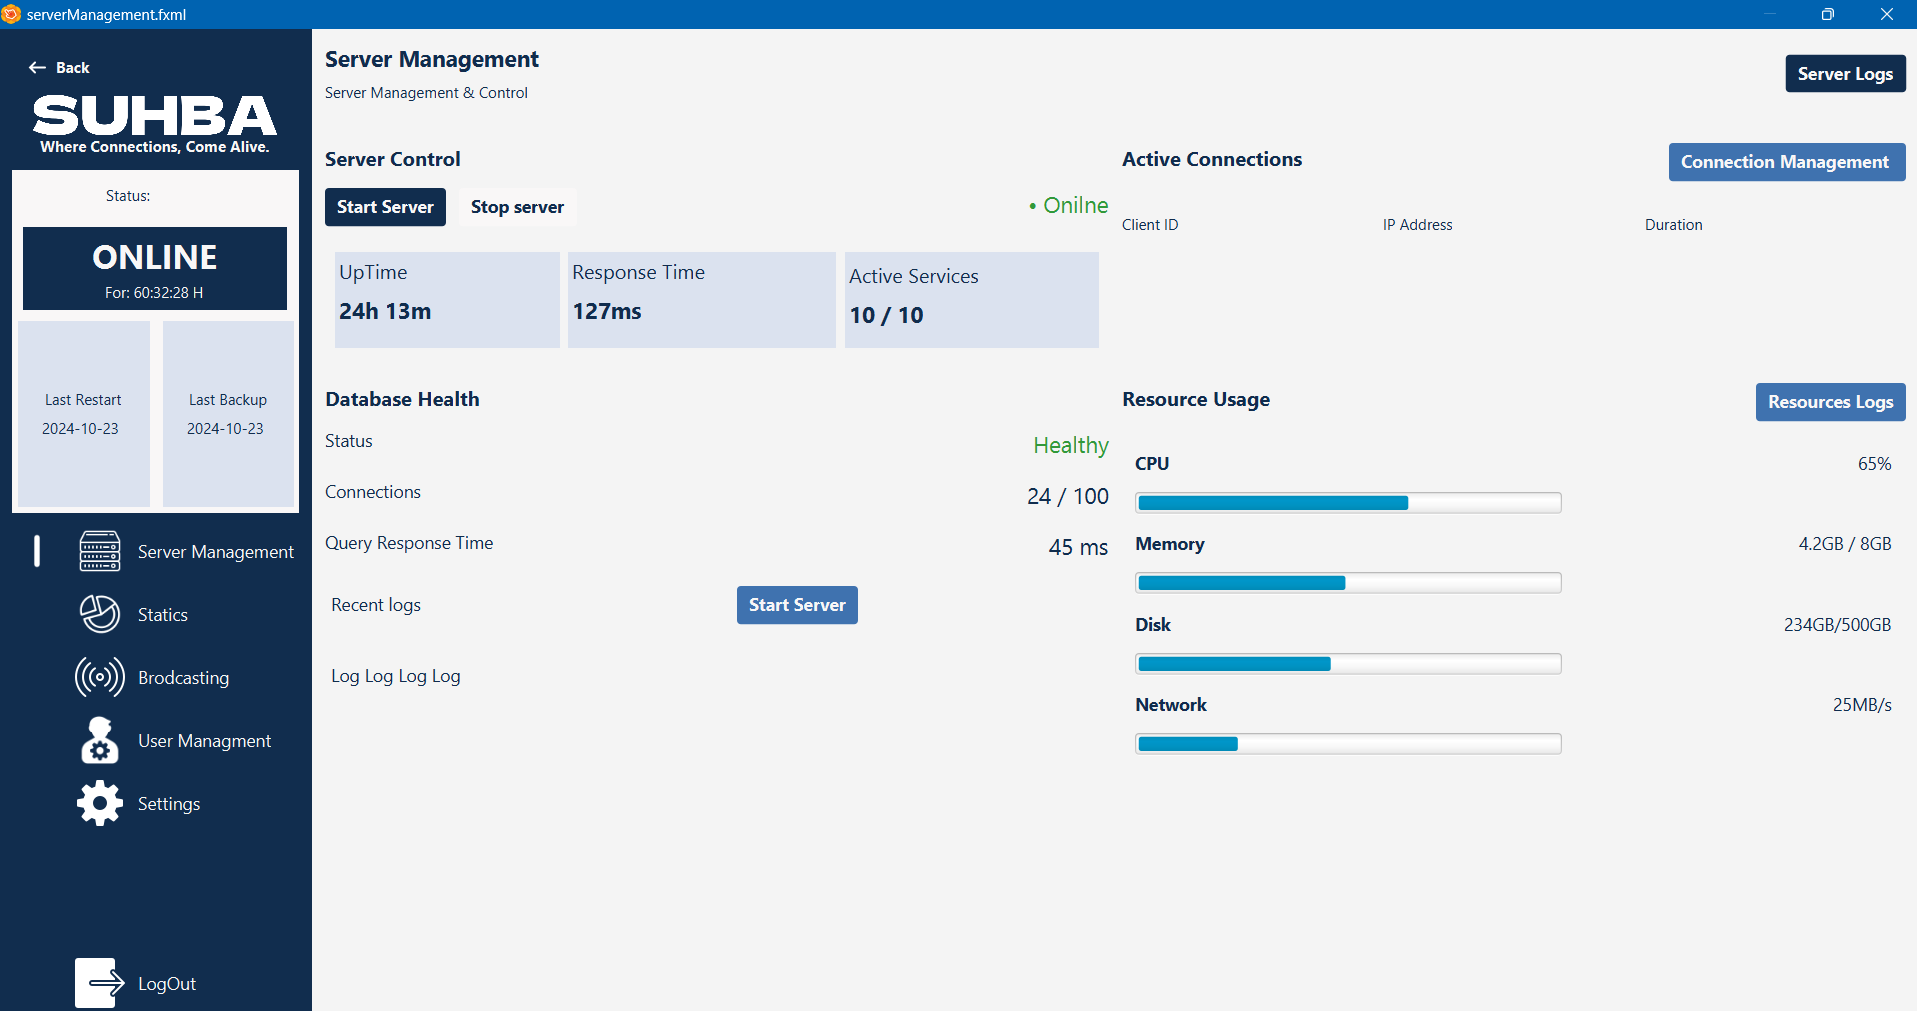 serverManagement.fxml
Back
SUHBA
Where Connections, Come Alive.
Status:
ONLINE
For: 60:32:28 H
Last Restart
2024-10-23
Last Backup
2024-10-23
Server Management
Statics
Brodcasting
User Managment
Settings
LogOut
Server Management
Server Management & Control
Server Logs
Server Control
Start Server
Stop server
• Onilne
UpTime
24h 13m
Response Time
127ms
Active Services
10 / 10
Active Connections
Connection Management
Client ID
IP Address
Duration
Database Health
Status
Healthy
Connections
24 / 100
Query Response Time
45 ms
Recent logs
Start Server
Log Log Log Log
Resource Usage
Resources Logs
CPU
65%
Memory
4.2GB / 8GB
Disk
234GB/500GB
Network
25MB/s